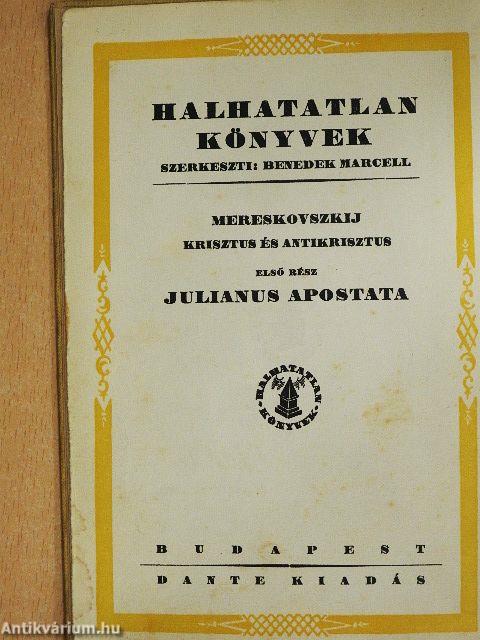 HALHATATLAN
KÖNYVEK
SZERKESZTI: BENEDEK MARCELL
MERESKOVSZKIJ
KRISZTUS ÉS ANTIKRISZTUS
ELSŐ RÉSZ
JULIANUS APOSTATA
HALHATATLAN
KÖNYVEK
BUDAPEST
DANTE KIADÁS
Antikvárium.hu